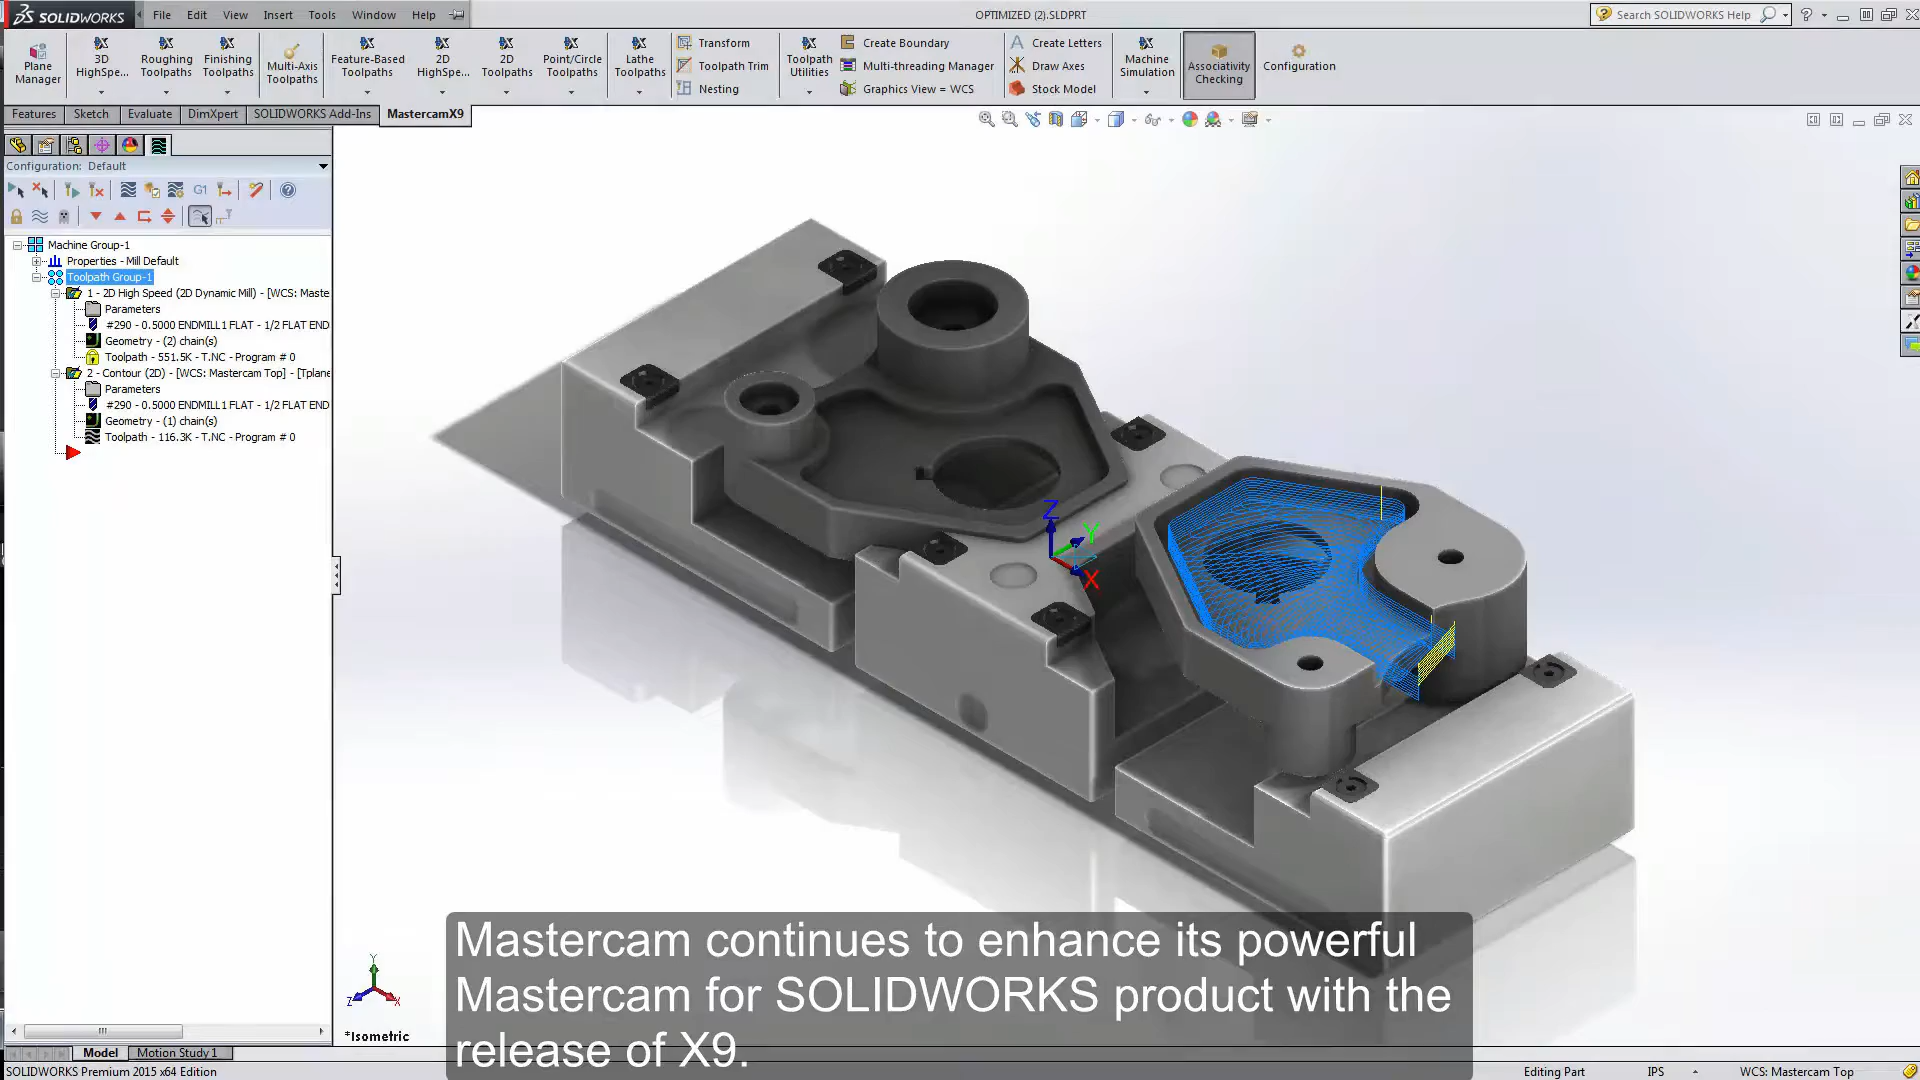 SOLIDWORKS
File Edit View Insert Tools Window Help
OPTIMIZED (2).SLDPRT
Search SOLIDWORKS Help
Plane Manager
3D HighSpe...
Roughing Toolpaths
Finishing Toolpaths
Multi-Axis Toolpaths
Feature-Based Toolpaths
2D HighSpe...
2D Toolpaths
Point/Circle Toolpaths
Lathe Toolpaths
Transform
Toolpath Trim
Nesting
Toolpath Utilities
Create Boundary
Multi-threading Manager
Graphics View = WCS
Create Letters
Draw Axes
Stock Model
Machine Simulation
Associativity Checking
Configuration
Features Sketch Evaluate DimXpert SOLIDWORKS Add-Ins MastercamX9
Configuration: Default
G1
Machine Group-1
Properties - Mill Default
Toolpath Group-1
1 - 2D High Speed (2D Dynamic Mill) - [WCS: Maste
Parameters
#290 - 0.5000 ENDMILL1 FLAT - 1/2 FLAT END
Geometry - (2) chain(s)
Toolpath - 551.5K - T.NC - Program # 0
2 - Contour (2D) - [WCS: Mastercam Top] - [Tplane
Parameters
#290 - 0.5000 ENDMILL1 FLAT - 1/2 FLAT END
Geometry - (1) chain(s)
Toolpath - 116.3K - T.NC - Program # 0
Z
Y
X
Y
Z X
*Isometric
Mastercam continues to enhance its powerful
Mastercam for SOLIDWORKS product with the
release of X9.
Model Motion Study 1
SOLIDWORKS Premium 2015 x64 Edition
Editing Part IPS WCS: Mastercam Top